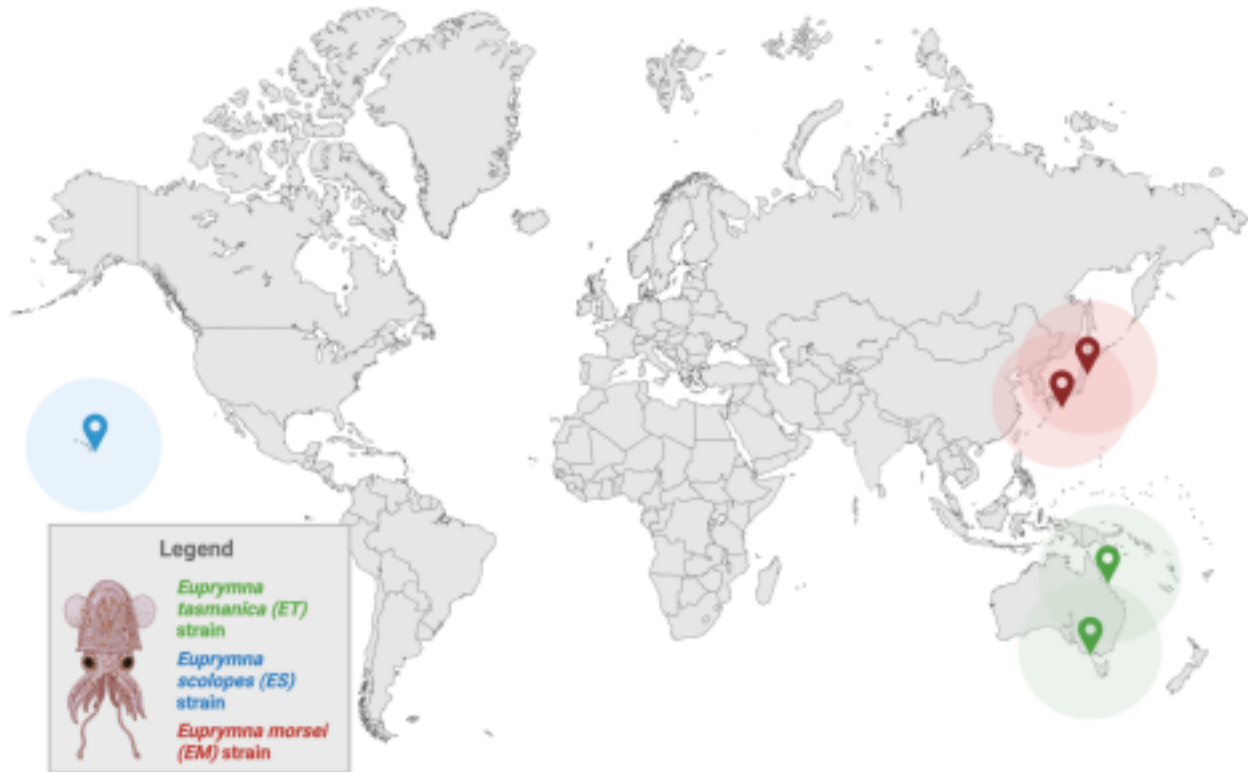 Legend
Euprymna
tasmanica (ET)
strain
Euprymna
scolopes (ES)
strain
Euprymna morsei
(EM) strain